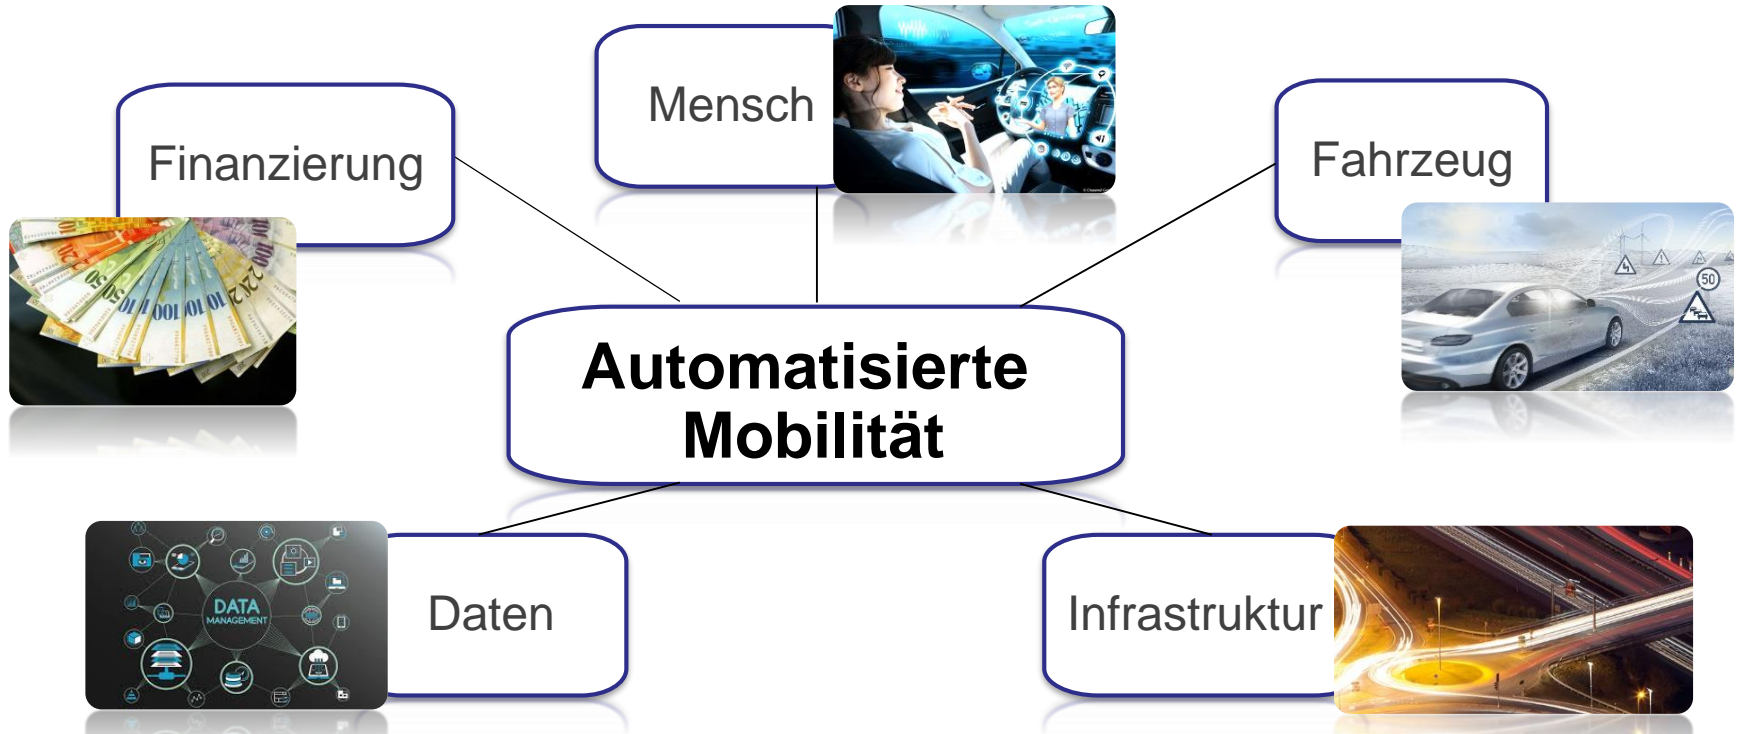 Mensch
Finanzierung
Fahrzeug
50
Automatisierte
Mobilität
DATA
MANAGEMENT
Daten
Infrastruktur